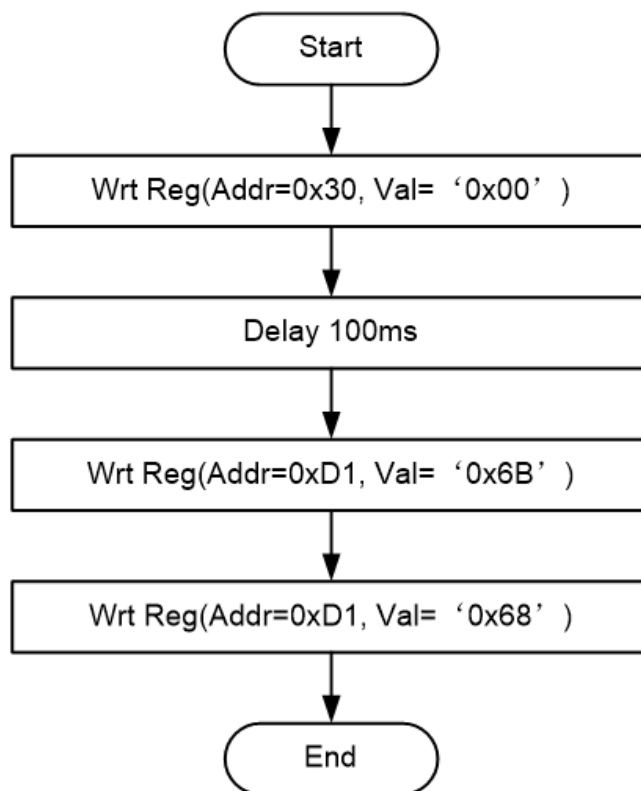 Start
Wrt Reg(Addr=0x30, Val= ‘0x00’)
Delay 100ms
Wrt Reg(Addr=0xD1, Val= ‘0x6B’)
Wrt Reg(Addr=0xD1, Val= ‘0x68’)
End